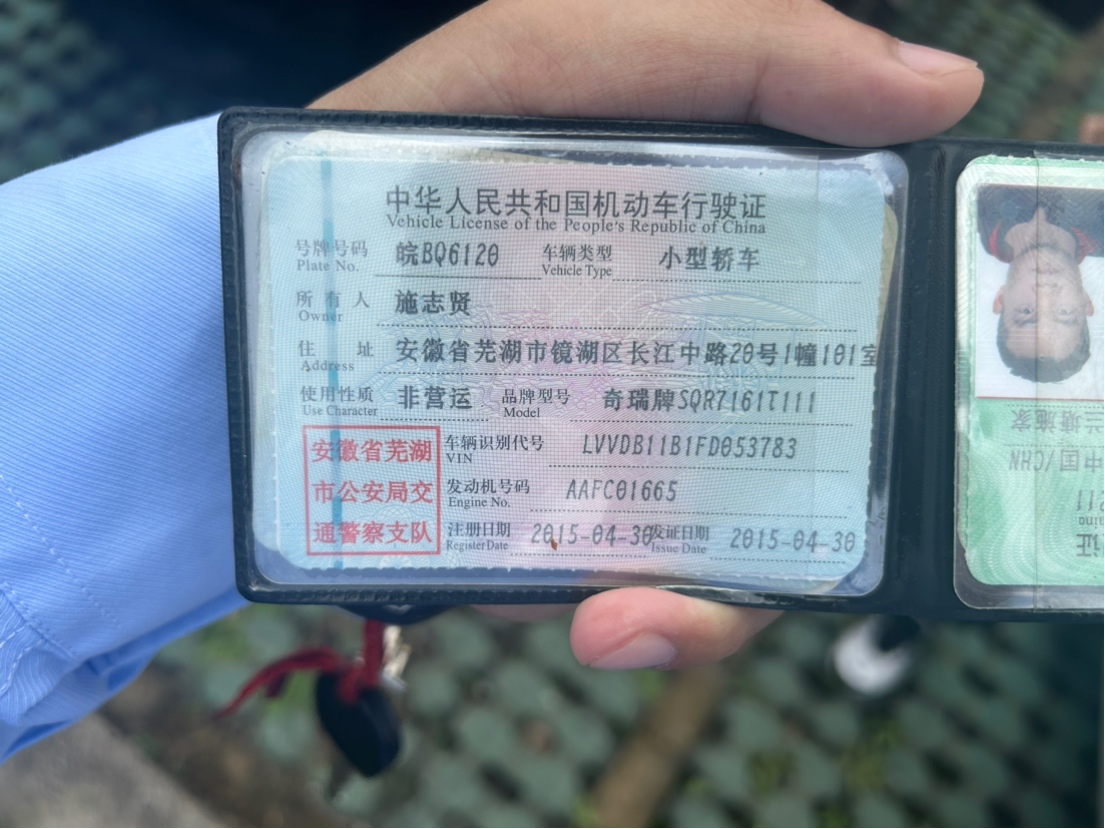 中华人民共和国机动车行驶证
Vehicle License of the People's Republic of China
号牌号码 皖BQ6120 车辆类型 小型轿车
Plate No. Vehicle Type
所有人 施志贤
Owner
住址 安徽省芜湖市镜湖区长江中路20号1幢101室
Address
使用性质 非营运 品牌型号 奇瑞牌SQR7161T111
Use Character Model
安徽省芜湖
市公安局交
通警察支队
车辆识别代号 LVVDB11B1FD053783
VIN
发动机号码 AAFC01665
Engine No.
注册日期 2015-04-30 发证日期 2015-04-30
Register Date Issue Date
中国/CHN
211